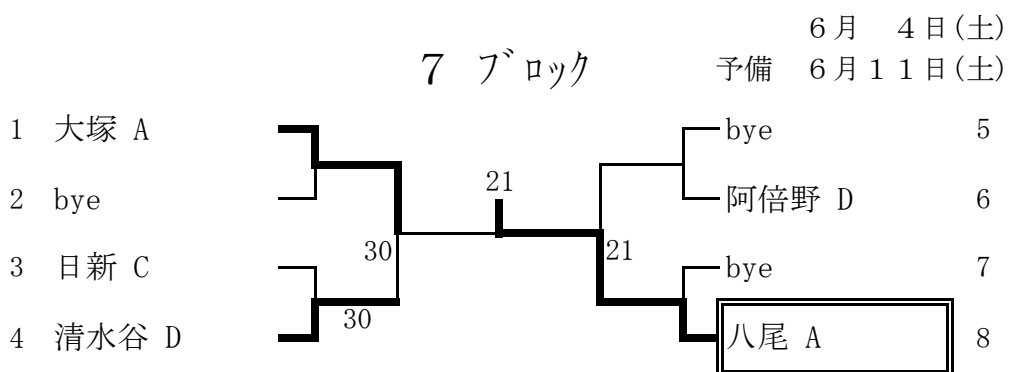 ６月　４日(土)
７ ブロック
予備　６月１１日(土)
1 大塚 A
bye 5
2 bye
21
阿倍野 D 6
3 日新 C
30
21
bye 7
30
4 清水谷 D
八尾 A 8